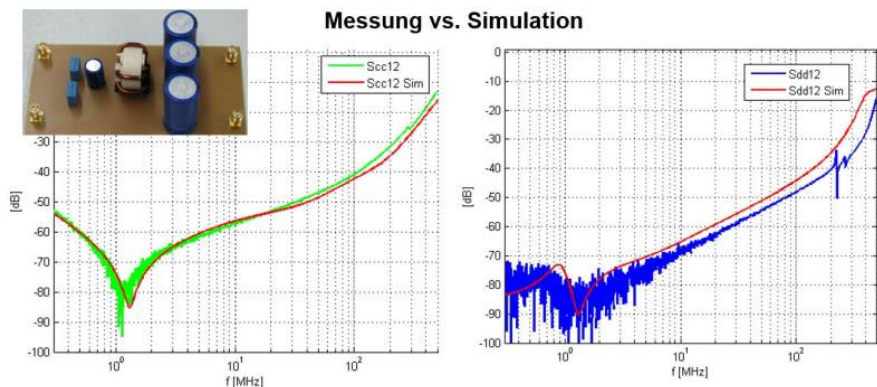 Messung vs. Simulation
Scc12
Scc12 Sim
-30
-40
-50
-60
-70
-80
-90
-100
[dB]
10^0
10^1
10^2
f [MHz]
Sdd12
Sdd12 Sim
0
-10
-20
-30
-40
-50
-60
-70
-80
-90
-100
[dB]
10^0
10^1
10^2
f [MHz]